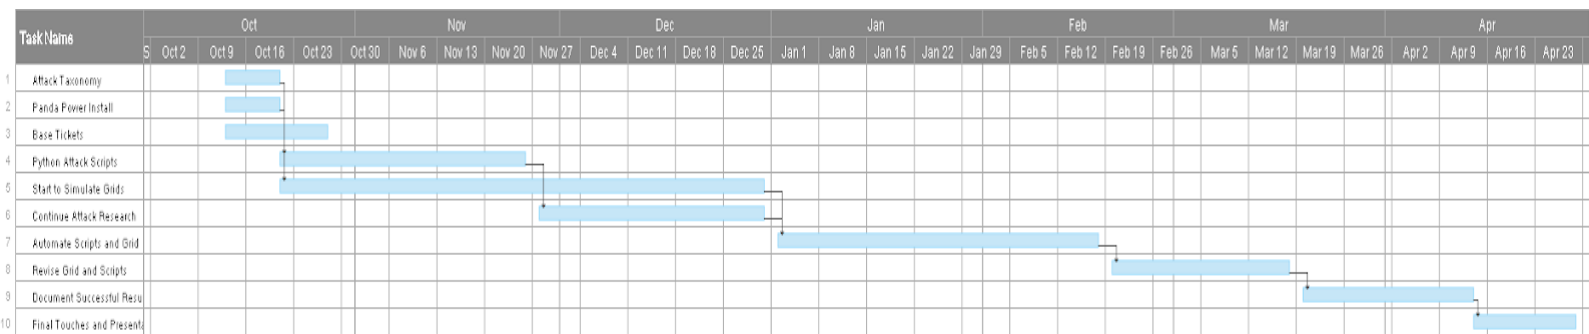 Task Name
Oct Nov Dec Jan Feb Mar Apr
S Oct 2 Oct 9 Oct 16 Oct 23 Oct 30 Nov 6 Nov 13 Nov 20 Nov 27 Dec 4 Dec 11 Dec 18 Dec 25 Jan 1 Jan 8 Jan 15 Jan 22 Jan 29 Feb 5 Feb 12 Feb 19 Feb 26 Mar 5 Mar 12 Mar 19 Mar 26 Apr 2 Apr 9 Apr 16 Apr 23
1 Attack Taxonomy
2 Panda Power Install
3 Base Tickets
4 Python Attack Scripts
5 Start to Simulate Grids
6 Continue Attack Research
7 Automate Scripts and Grid
8 Revise Grid and Scripts
9 Document Successful Resu
10 Final Touches and Present